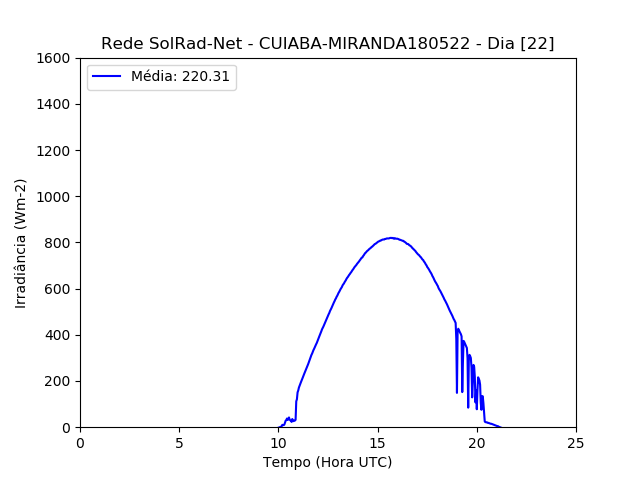 Rede SolRad-Net - CUIABA-MIRANDA180522 - Dia [22]
Média: 220.31
Irradiância (Wm-2)
1600
1400
1200
1000
800
600
400
200
0
0 5 10 15 20 25
Tempo (Hora UTC)